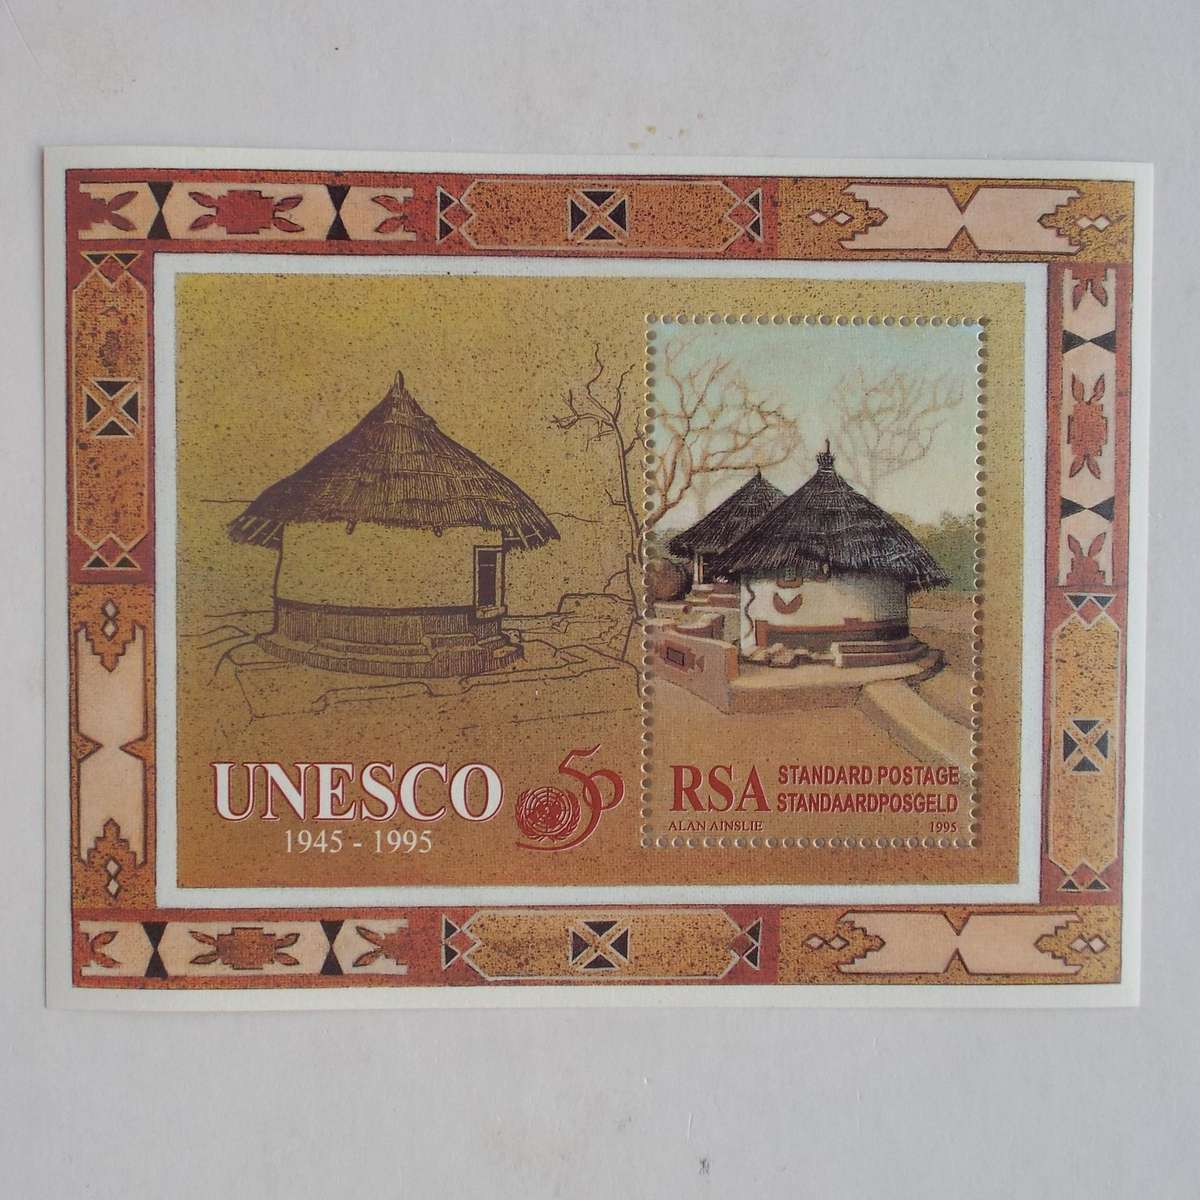 UNESCO
1945 - 1995
50
RSA
STANDARD POSTAGE
STANDAARDPOSGELD
ALAN AINSLIE 1995